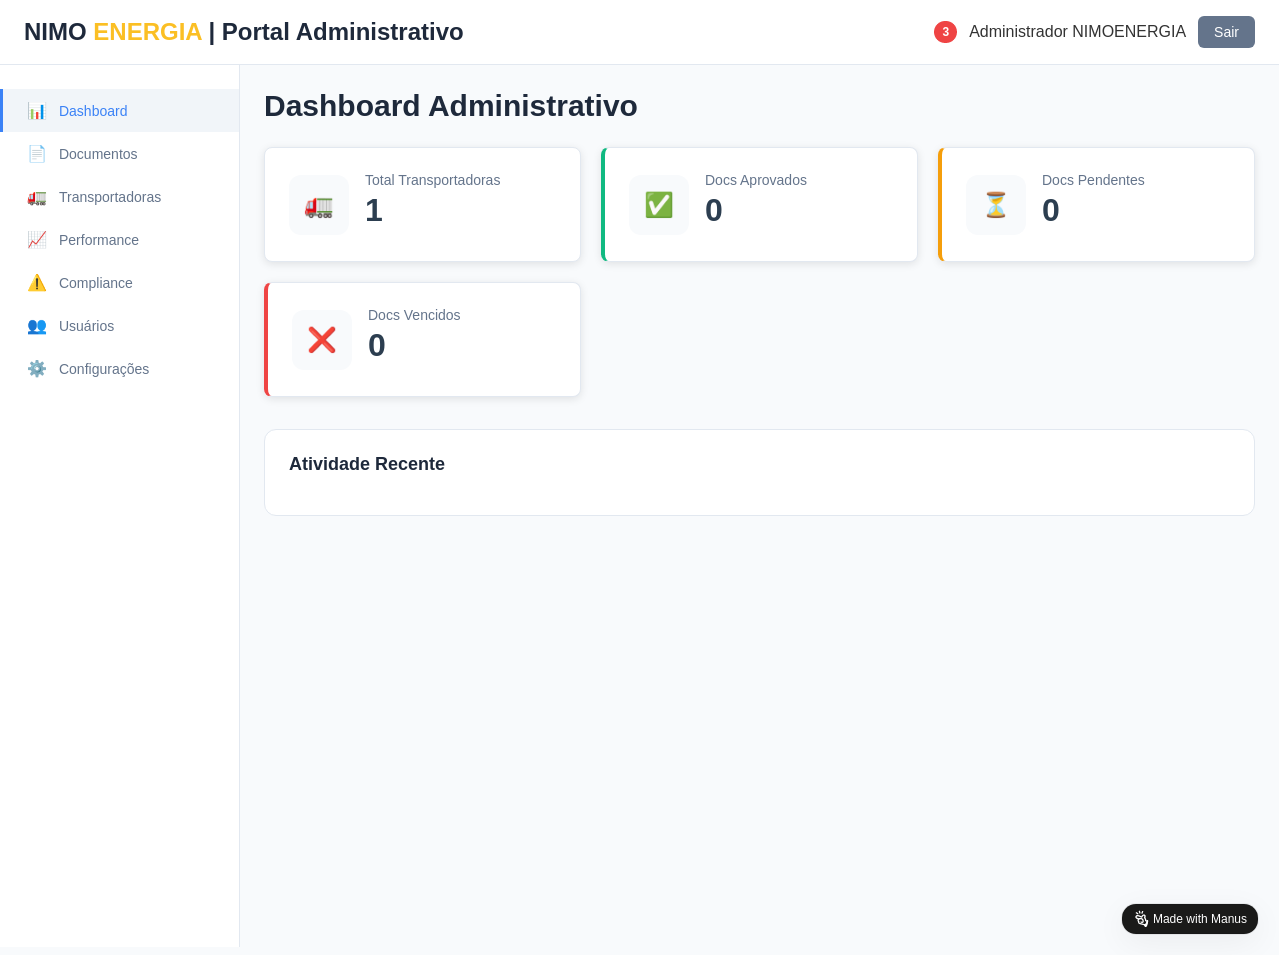 NIMO ENERGIA | Portal Administrativo
3
Administrador NIMOENERGIA
Sair
Dashboard
Documentos
Transportadoras
Performance
Compliance
Usuários
Configurações
Dashboard Administrativo
Total Transportadoras
1
Docs Aprovados
0
Docs Pendentes
0
Docs Vencidos
0
Atividade Recente
Made with Manus